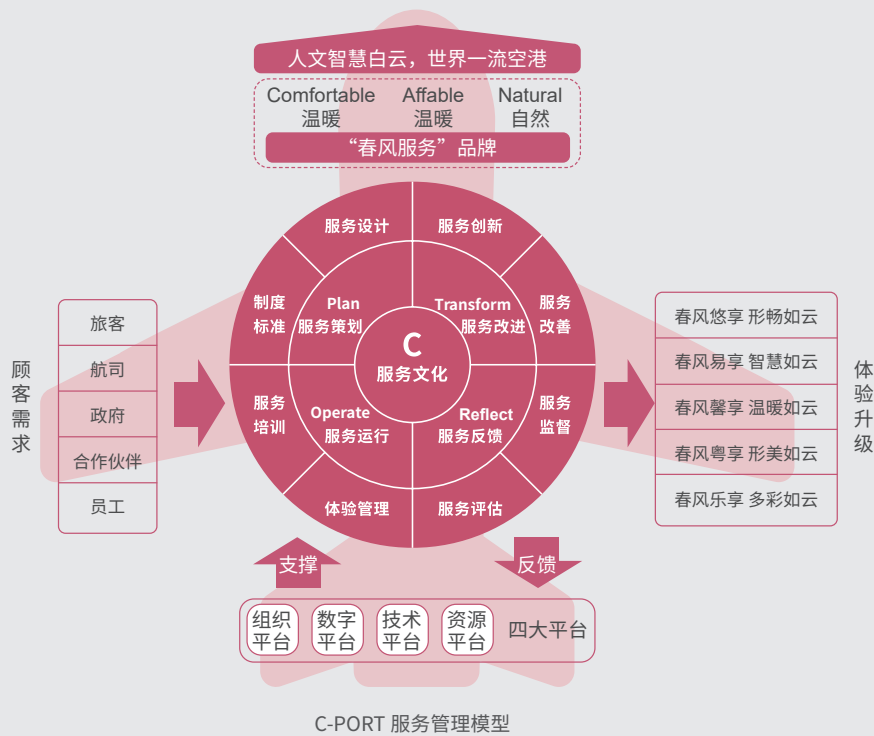 人文智慧白云，世界一流空港
Comfortable Affable Natural
温暖 温暖 自然
“春风服务”品牌
服务设计
服务创新
制度
标准
Plan
服务策划
Transform
服务改进
服务
改善
C
服务文化
服务
培训
Operate
服务运行
Reflect
服务反馈
服务
监督
体验管理
服务评估
顾客需求
旅客
航司
政府
合作伙伴
员工
春风悠享 形畅如云
春风易享 智慧如云
春风馨享 温暖如云
春风粤享 形美如云
春风乐享 多彩如云
体验升级
支撑
反馈
组织
平台
数字
平台
技术
平台
资源
平台
四大平台
C-PORT 服务管理模型